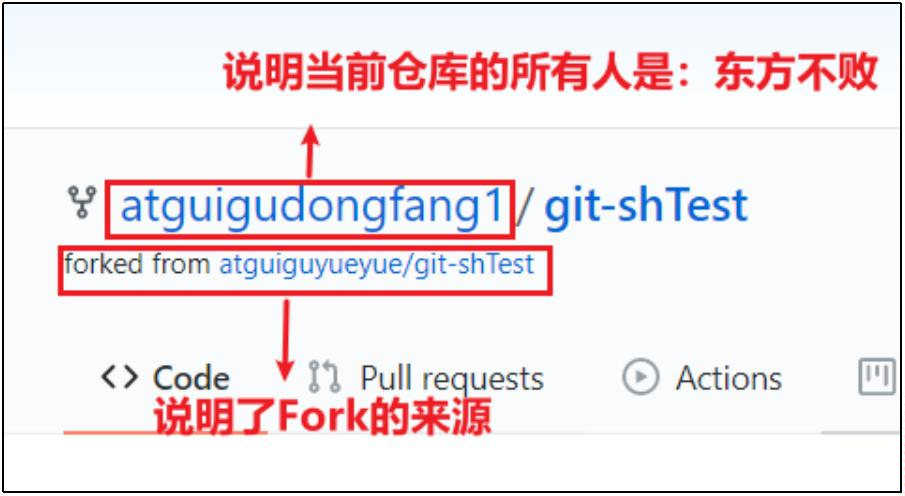 说明当前仓库的所有人是：东方不败
atguigudongfang1/git-shTest
forked from atguiguyueyue/git-shTest
Code Pull requests Actions
说明了Fork的来源